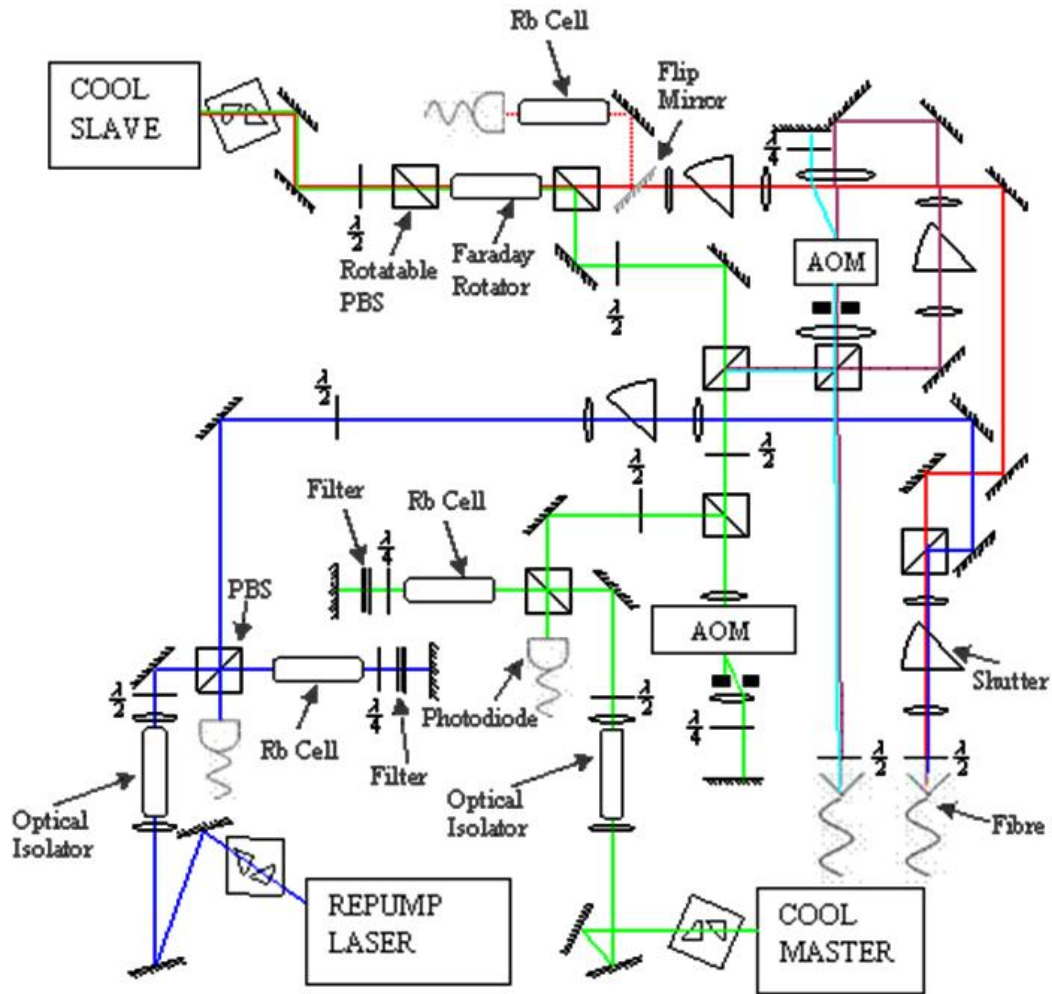 Rb Cell
COOL
SLAVE
Flip
Mirror
λ/4
λ/2
Rotatable
PBS
Faraday
Rotator
λ/2
AOM
λ/2
λ/2
λ/2
Filter
Rb Cell
λ/4
PBS
AOM
Shutter
λ/2
Rb Cell
λ/4
Filter
Photodiode
λ/2
λ/4
λ/2
λ/2
Optical
Isolator
Optical
Isolator
Fibre
REPUMP
LASER
COOL
MASTER